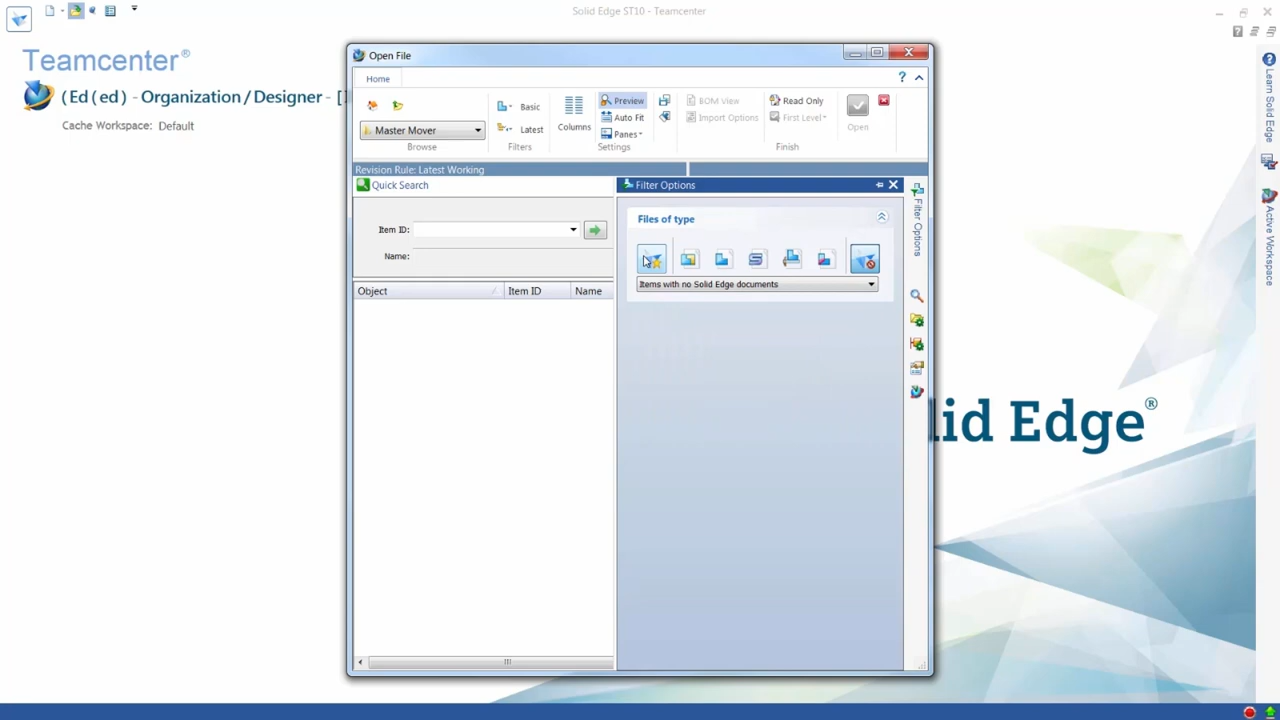 Solid Edge ST10 - Teamcenter
Teamcenter®
(Ed (ed) - Organization / Designer - [
Cache Workspace: Default
Open File
Home
Master Mover
Browse
Basic
Latest
Filters
Columns
Preview
Auto Fit
Panes
Settings
BOM View
Import Options
Read Only
First Level
Finish
Open
Revision Rule: Latest Working
Quick Search
Item ID:
Name:
Object
Item ID
Name
Filter Options
Files of type
Items with no Solid Edge documents
Filter Options
lid Edge®
Learn Solid Edge
Active Workspace